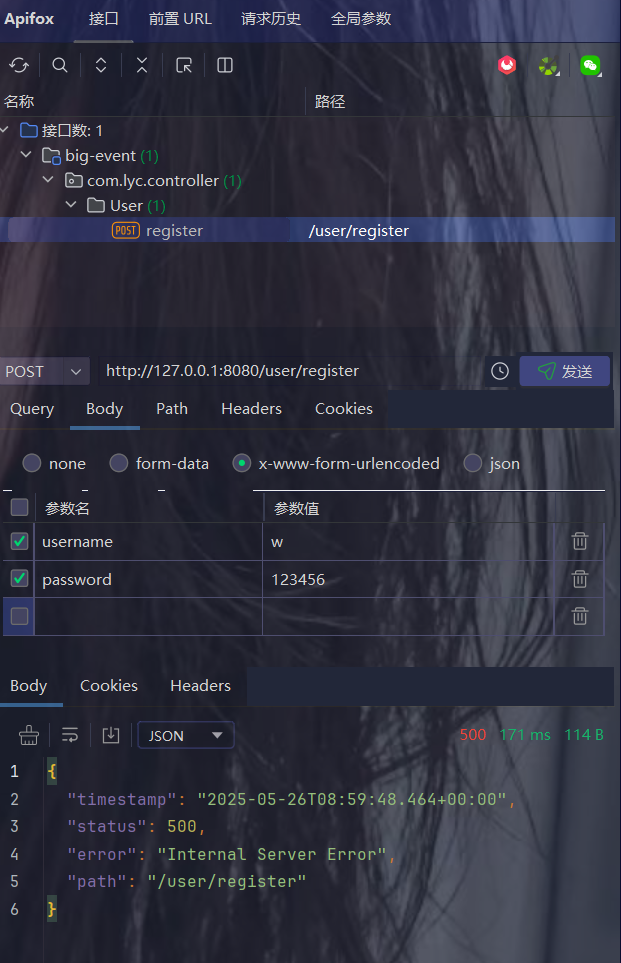 Apifox 接口 前置 URL 请求历史 全局参数
名称 路径
接口数: 1
big-event (1)
com.lyc.controller (1)
User (1)
POST register /user/register
POST http://127.0.0.1:8080/user/register 发送
Query Body Path Headers Cookies
none form-data x-www-form-urlencoded json
参数名 参数值
username w
password 123456
Body Cookies Headers
JSON 500 171 ms 114 B
1 {
2 "timestamp": "2025-05-26T08:59:48.464+00:00",
3 "status": 500,
4 "error": "Internal Server Error",
5 "path": "/user/register"
6 }